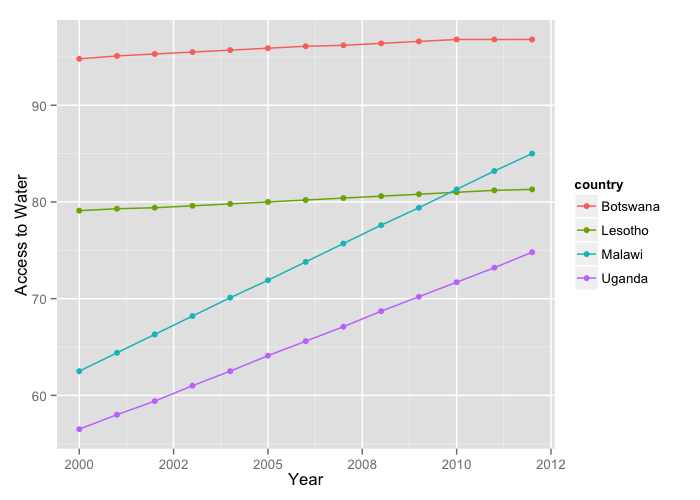 Access to Water
90
80
70
60
2000
2002
2005
2008
2010
2012
Year
country
Botswana
Lesotho
Malawi
Uganda